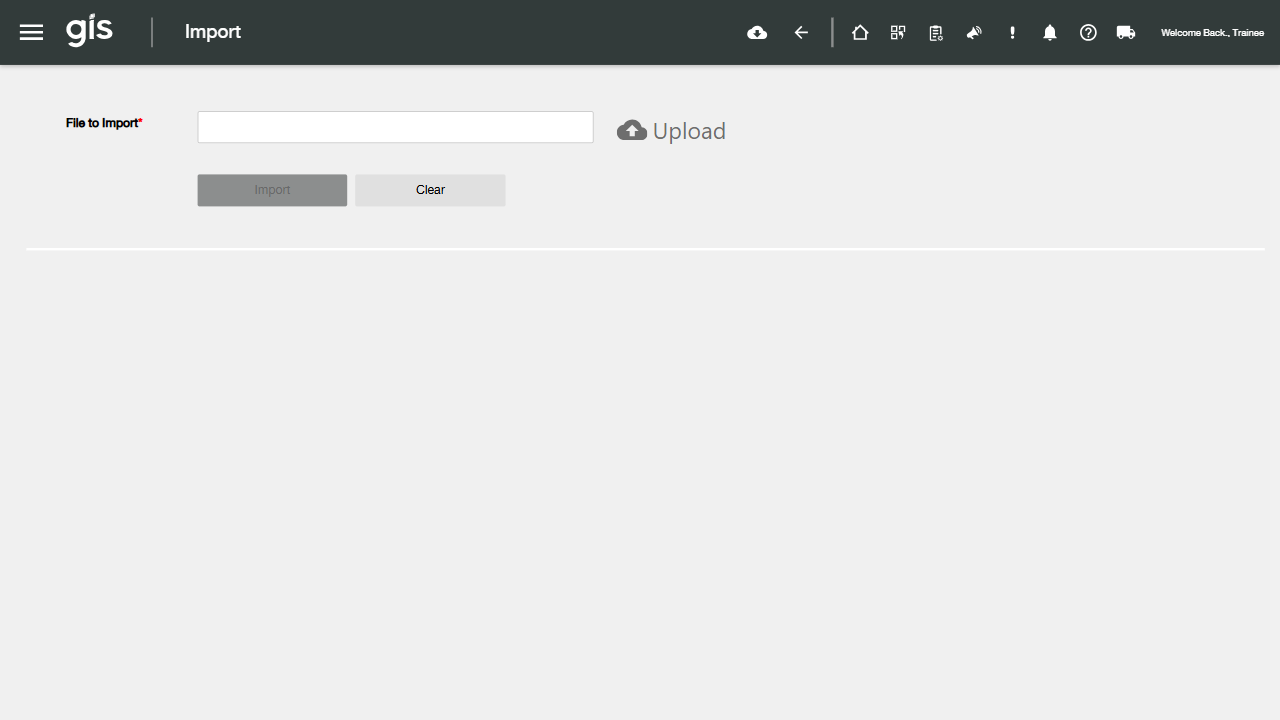 gis
Import
Welcome Back., Trainee
File to Import*
Upload
Import
Clear